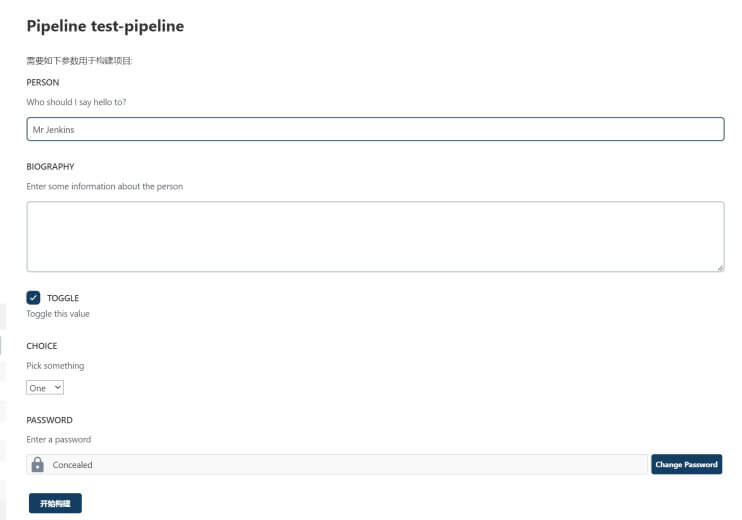 Pipeline test-pipeline
需要如下参数用于构建项目:
PERSON
Who should I say hello to?
Mr Jenkins
BIOGRAPHY
Enter some information about the person
TOGGLE
Toggle this value
CHOICE
Pick something
One
PASSWORD
Enter a password
Concealed
Change Password
开始构建